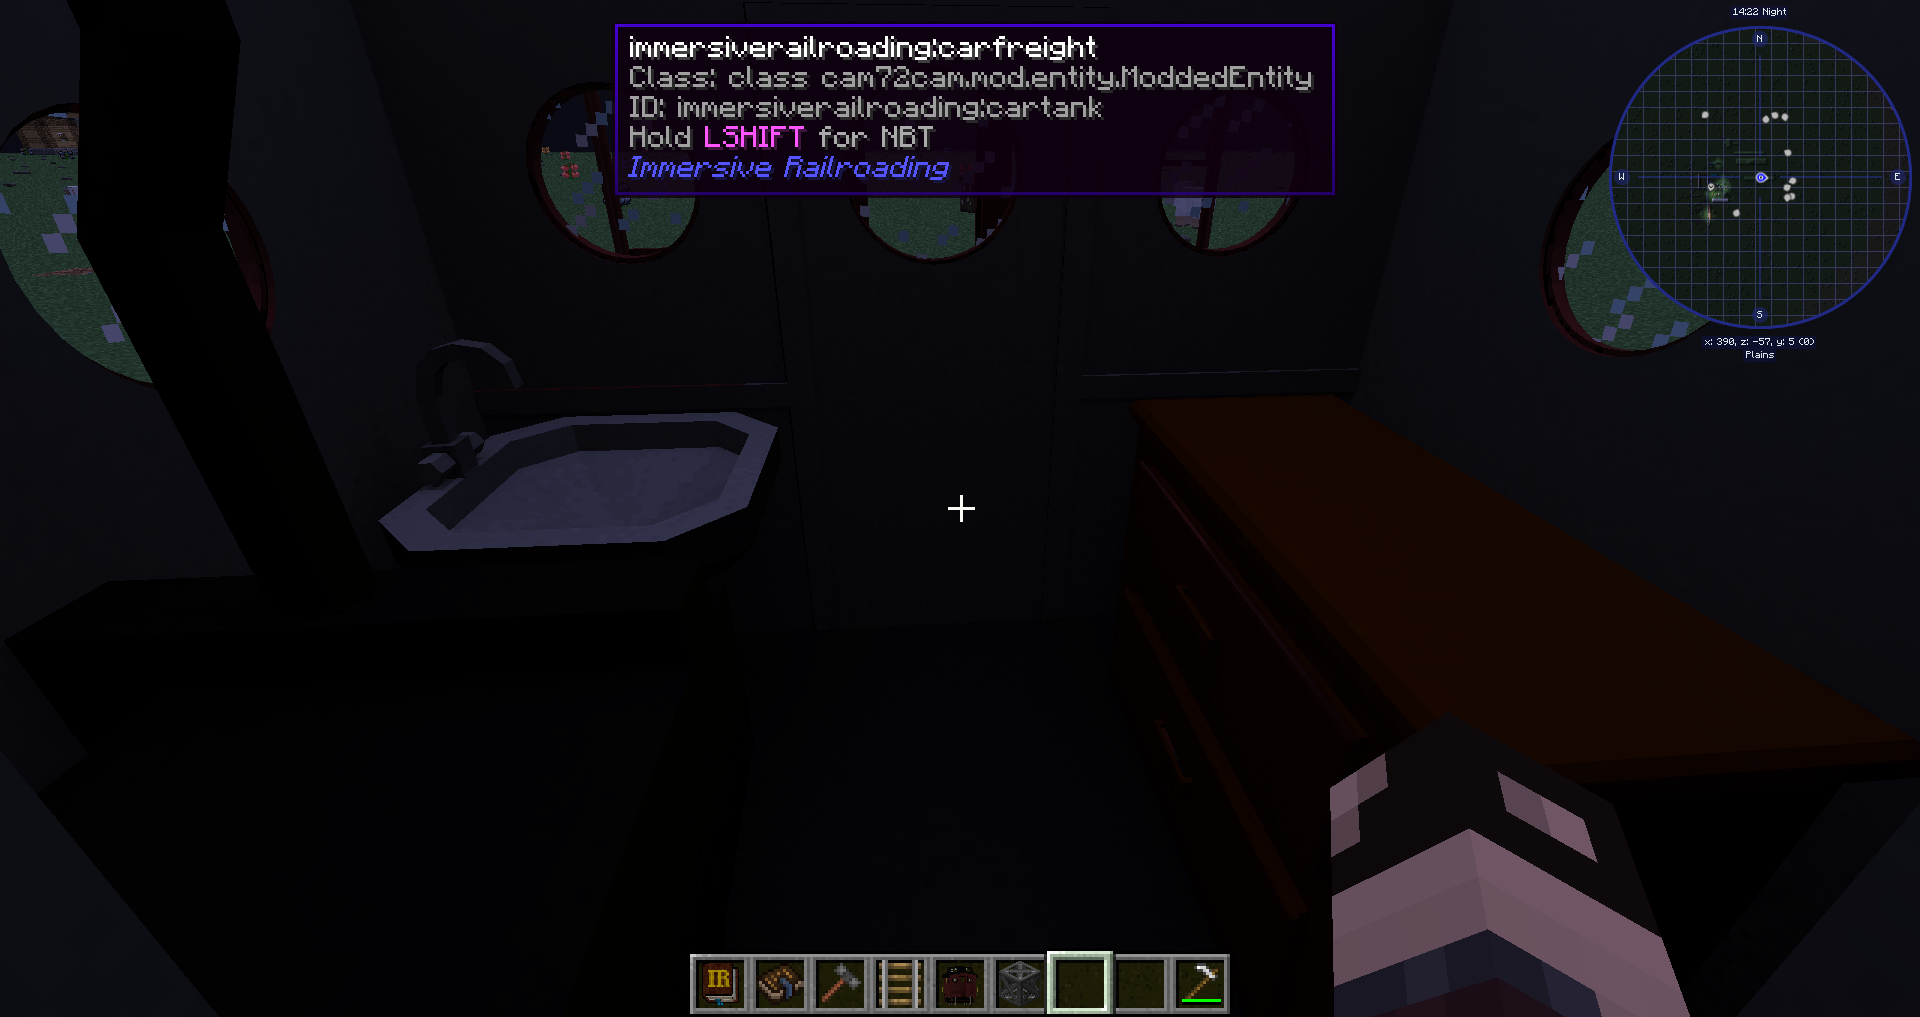 14:22 Night
immersiverailroading:carfreight
Class: class cam72cam.mod.entity.ModdedEntity
ID: immersiverailroading:cartank
Hold LSHIFT for NBT
Immersive Railroading
N
W
E
S
x: 390, z: -57, y: 5 (0)
Plains
IR